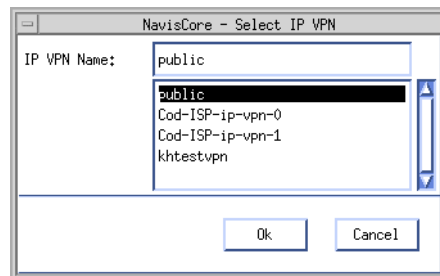 NavisCore - Select IP VPN
IP VPN Name: public
public
Cod-ISP-ip-vpn-0
Cod-ISP-ip-vpn-1
khtestvpn
Ok Cancel